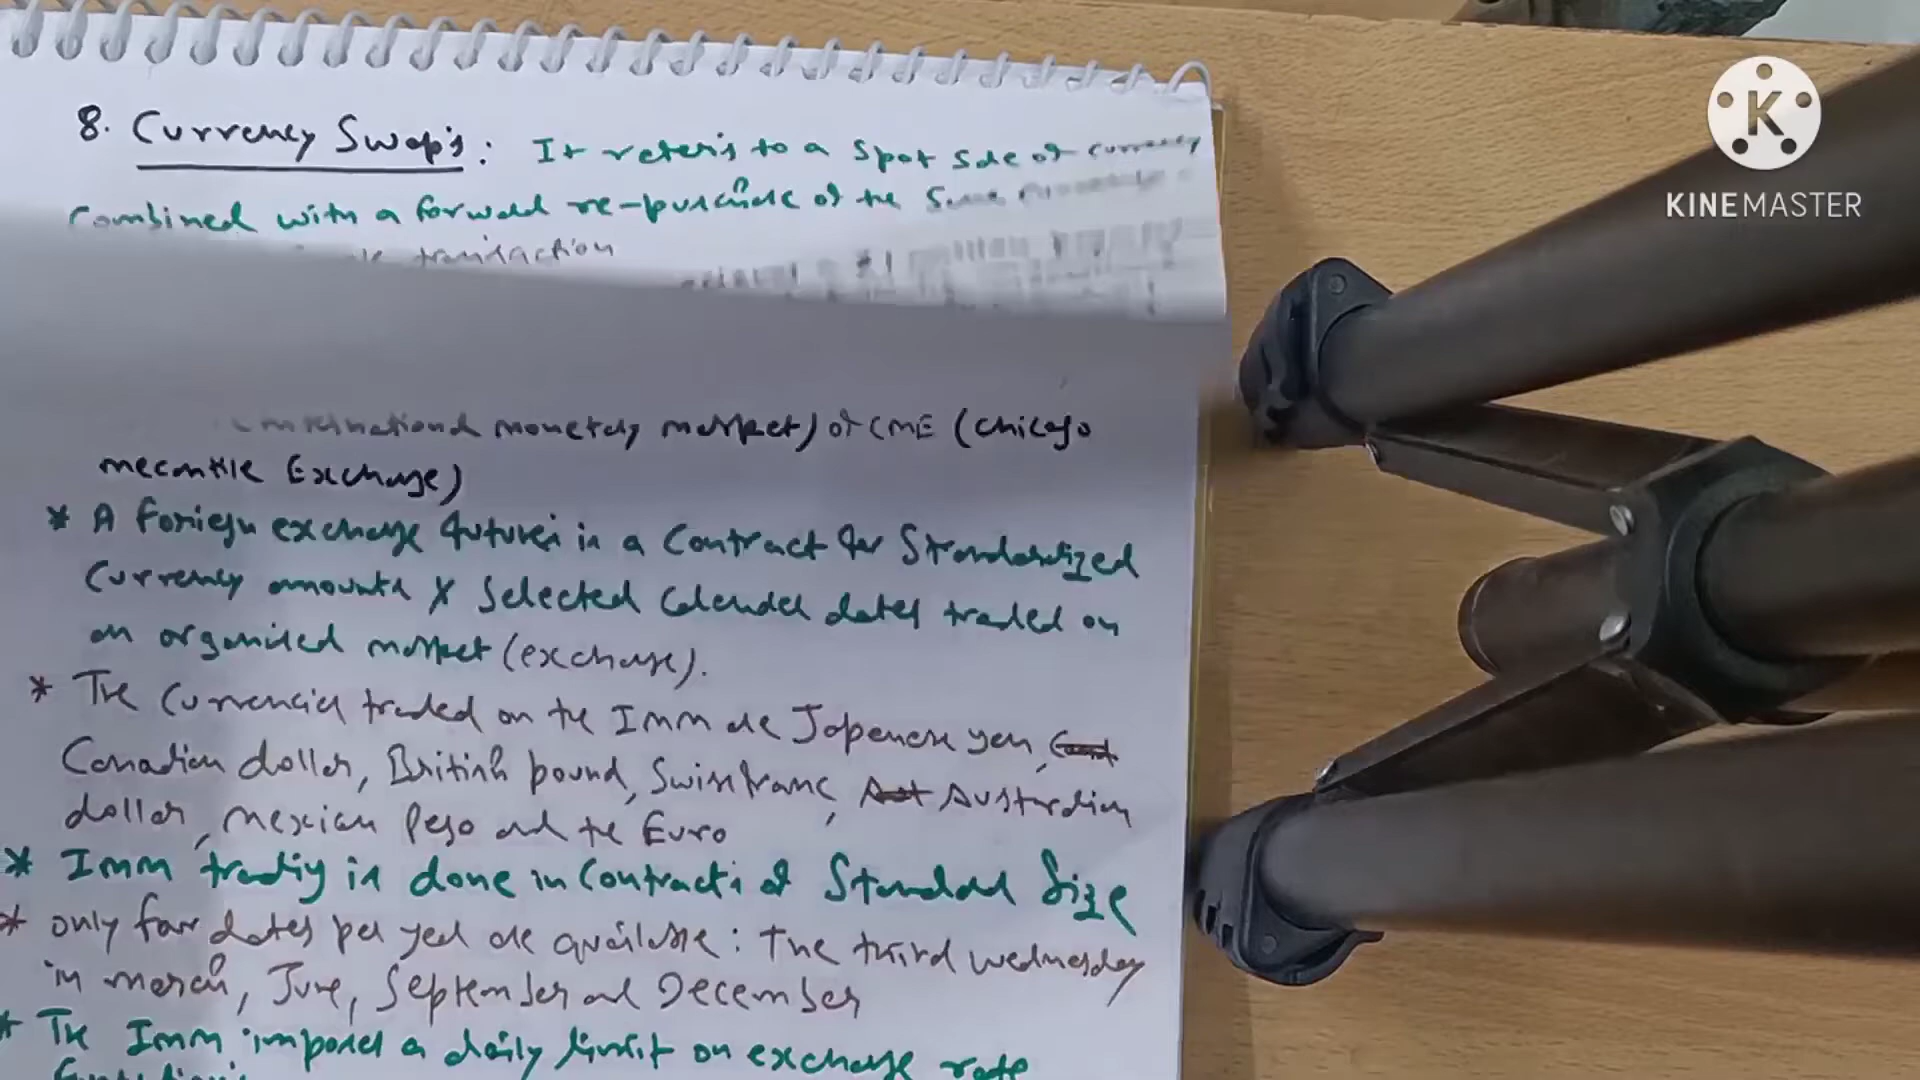 8. Currency Swap's: It refers to a spot sale of currency
combined with a forward re-purchase of the same
transaction
International monetary market) of CME (chicago
mecantile Exchange)
* A foriegn exchange futures is a contract for Standardized
Currency amounts & Selected Calender dates traded on
an organised market (exchange).
* The Currencies traded on the Imm are Japenese yen,
Canadian dollar, British pound, Swissfranc, Australian
dollar, mexican Peso and the Euro
* Imm trading is done in contracts of Standard Size
* only four dates per year are available: The third wednesday
in march, June, September and December
* The Imm imposes a daily limit on exchange rate
K
KINEMASTER